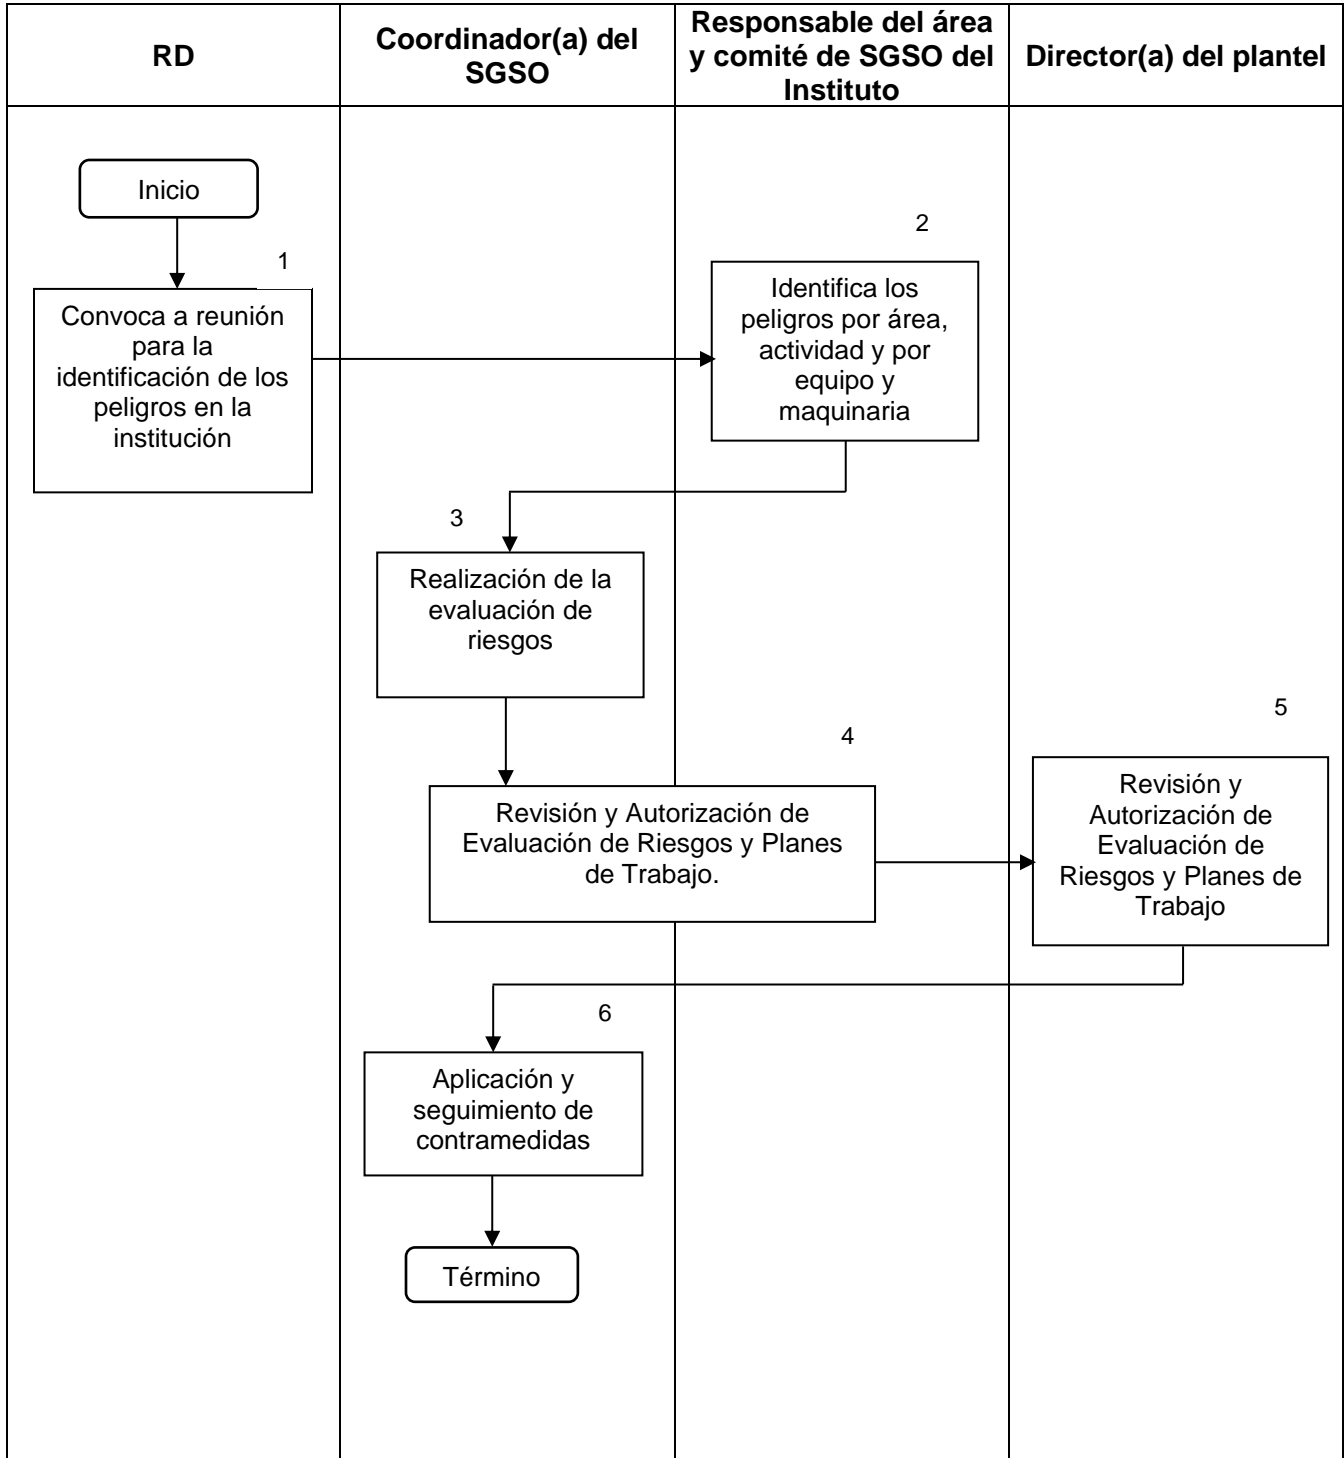 RD
Coordinador(a) del
SGSO
Responsable del área
y comité de SGSO del
Instituto
Director(a) del plantel
Inicio
1
Convoca a reunión
para la
identificación de los
peligros en la
institución
2
Identifica los
peligros por área,
actividad y por
equipo y
maquinaria
3
Realización de la
evaluación de
riesgos
4
Revisión y Autorización de
Evaluación de Riesgos y Planes
de Trabajo.
5
Revisión y
Autorización de
Evaluación de
Riesgos y Planes de
Trabajo
6
Aplicación y
seguimiento de
contramedidas
Término